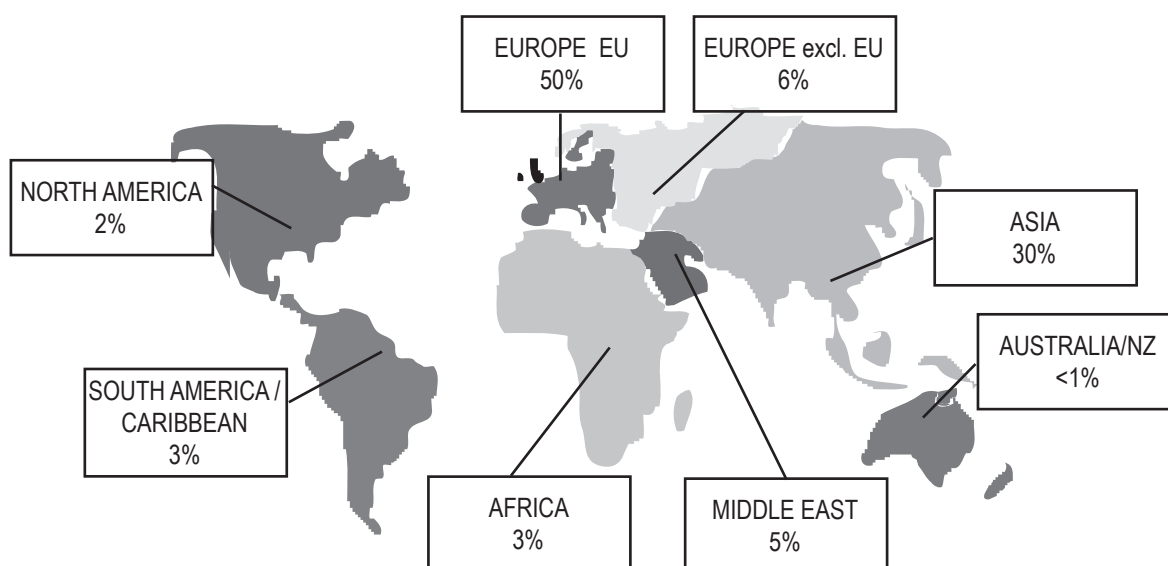 EUROPE EU
50%
EUROPE excl. EU
6%
NORTH AMERICA
2%
ASIA
30%
AUSTRALIA/NZ
<1%
SOUTH AMERICA /
CARIBBEAN
3%
AFRICA
3%
MIDDLE EAST
5%